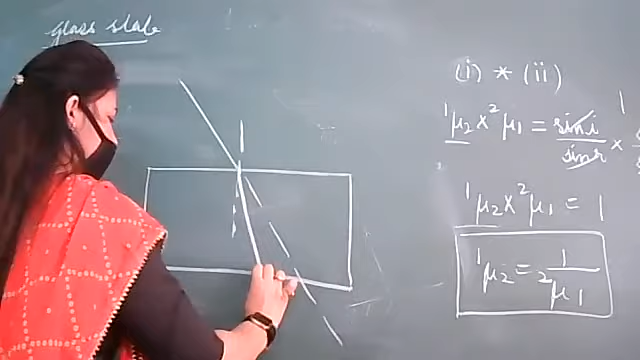 glass slab
(i) * (ii)
¹μ₂ x ²μ₁ = sin i / sin r ×
¹μ₂ x ²μ₁ = 1
¹μ₂ = 1 / ²μ₁